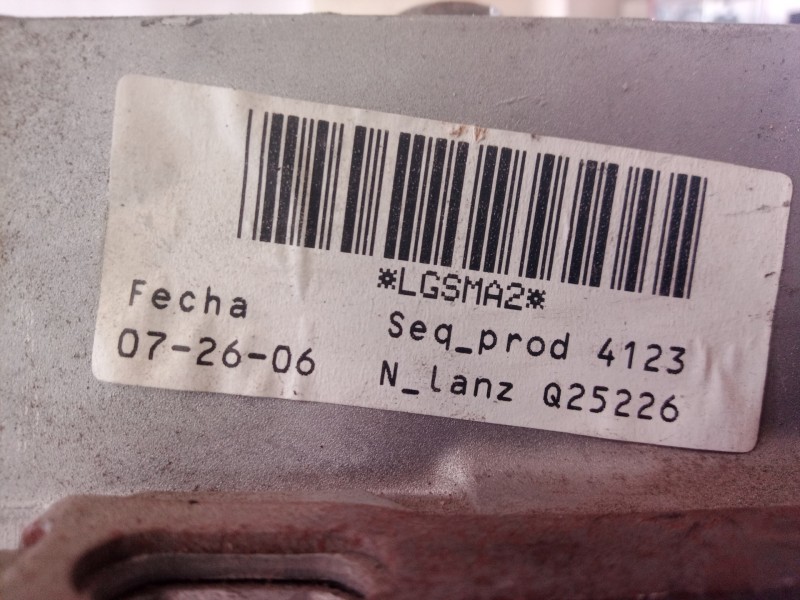 *LGSMA2*
Fecha
Seq_prod 4123
07-26-06
N_lanz Q25226